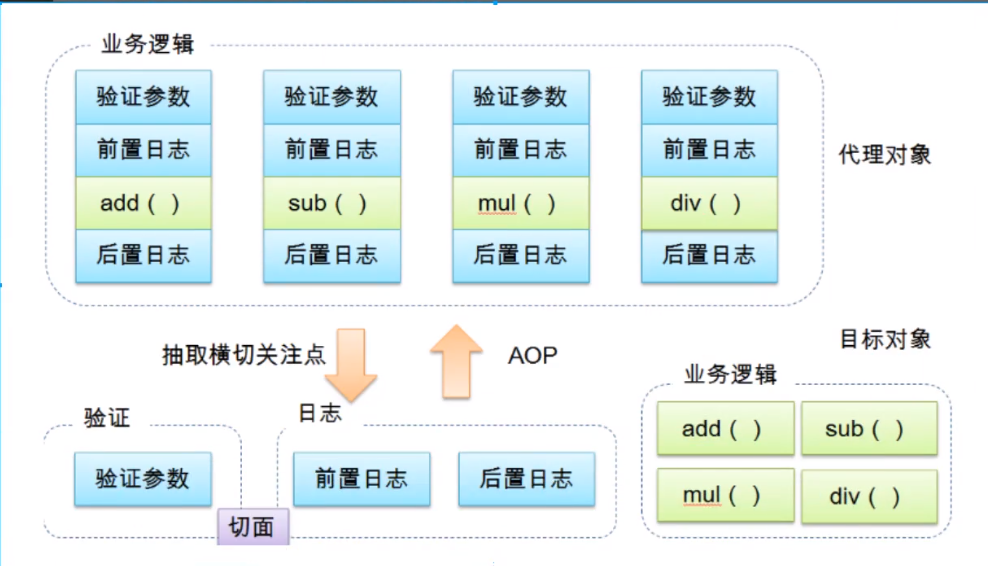 业务逻辑
验证参数 验证参数 验证参数 验证参数
前置日志 前置日志 前置日志 前置日志
add（ ） sub（ ） mul（ ） div（ ）
后置日志 后置日志 后置日志 后置日志
代理对象
抽取横切关注点
AOP
验证
验证参数
日志
前置日志 后置日志
切面
目标对象
业务逻辑
add（ ） sub（ ）
mul（ ） div（ ）